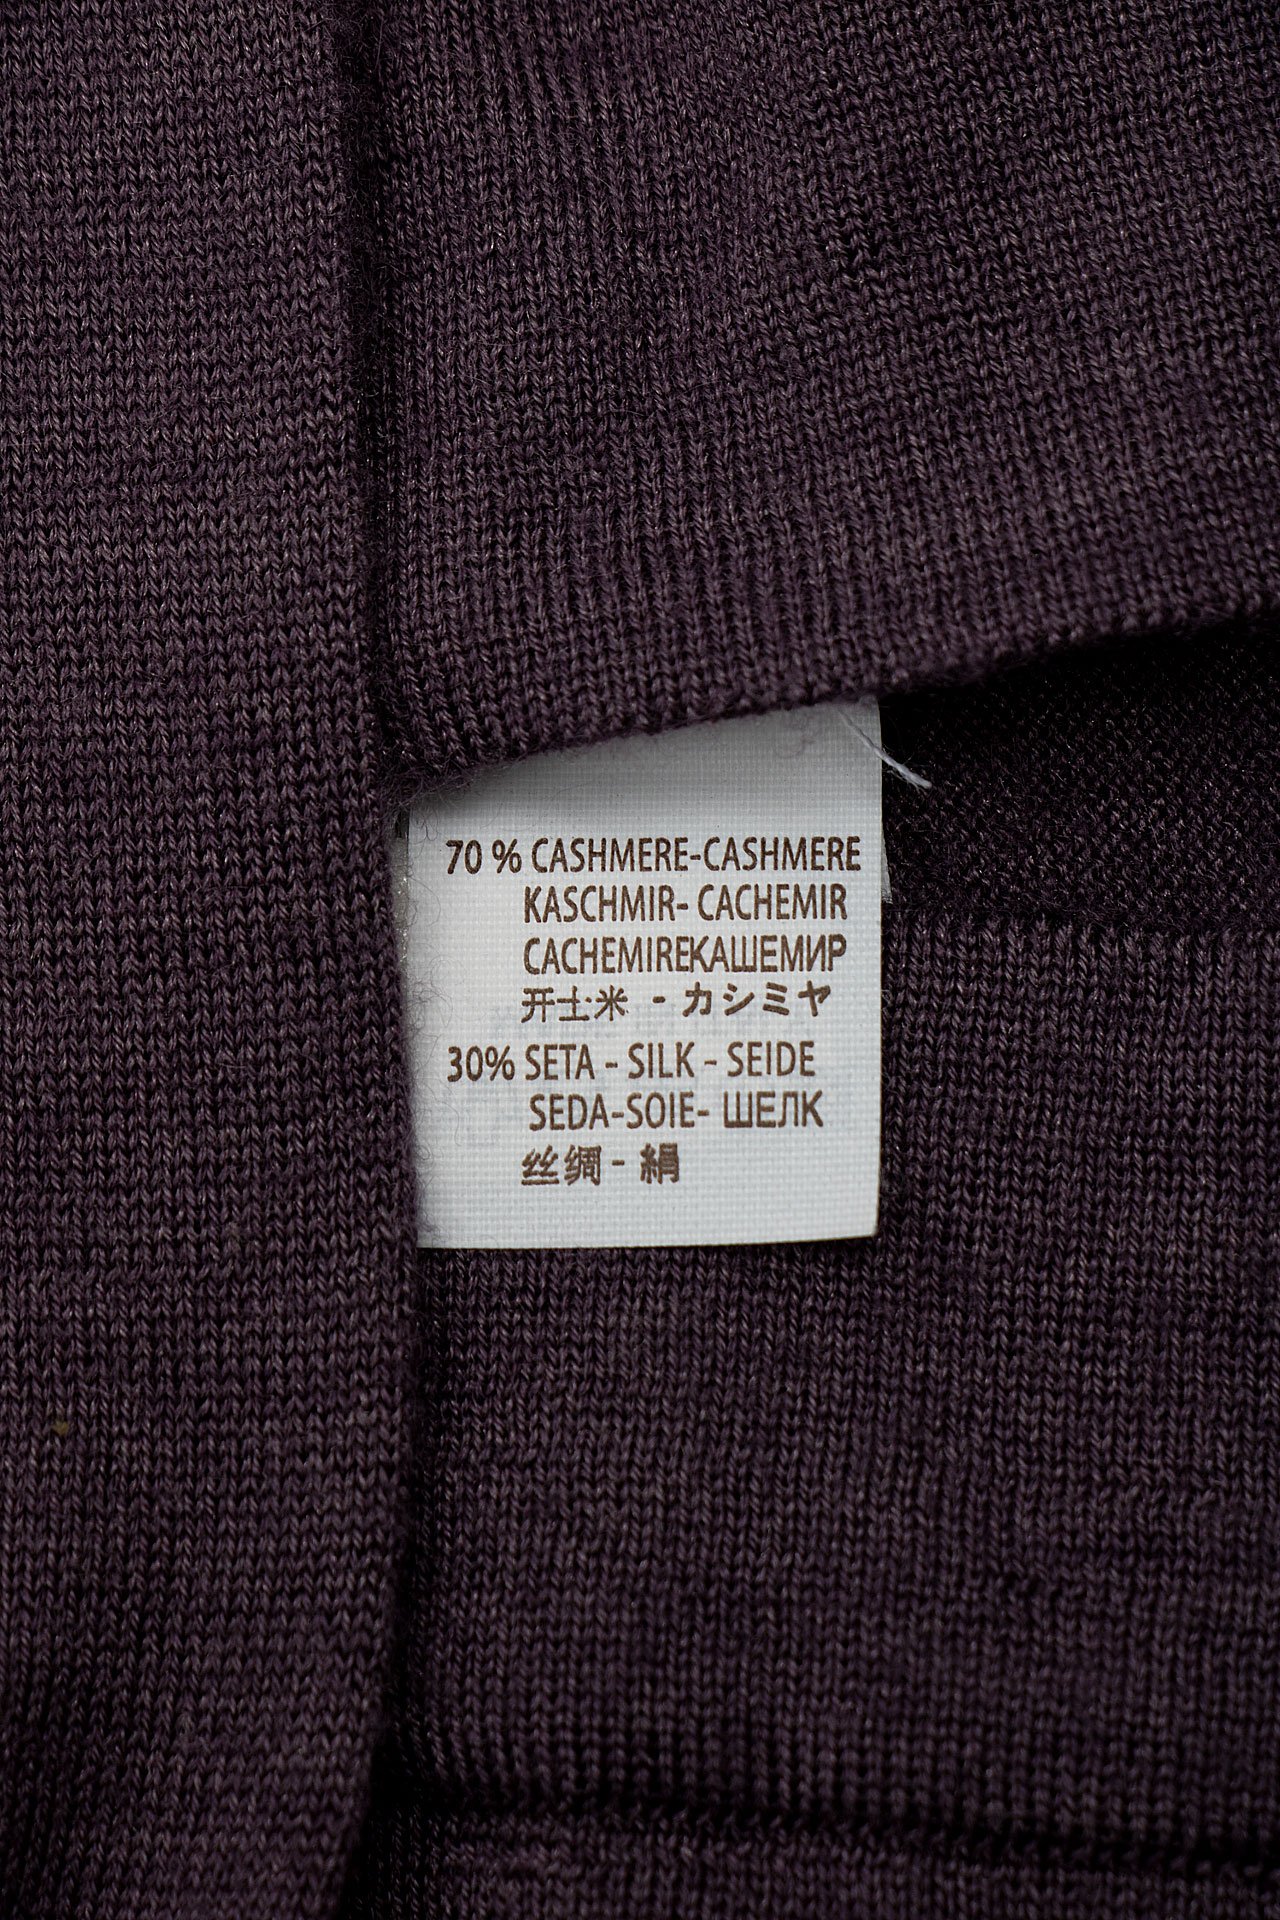 70 % CASHMERE-CASHMERE
KASCHMIR- CACHEMIR
CACHEMIREКАШЕМИР
开士米 - カシミヤ
30% SETA - SILK - SEIDE
SEDA-SOIE- ШЕЛК
丝绸 - 絹